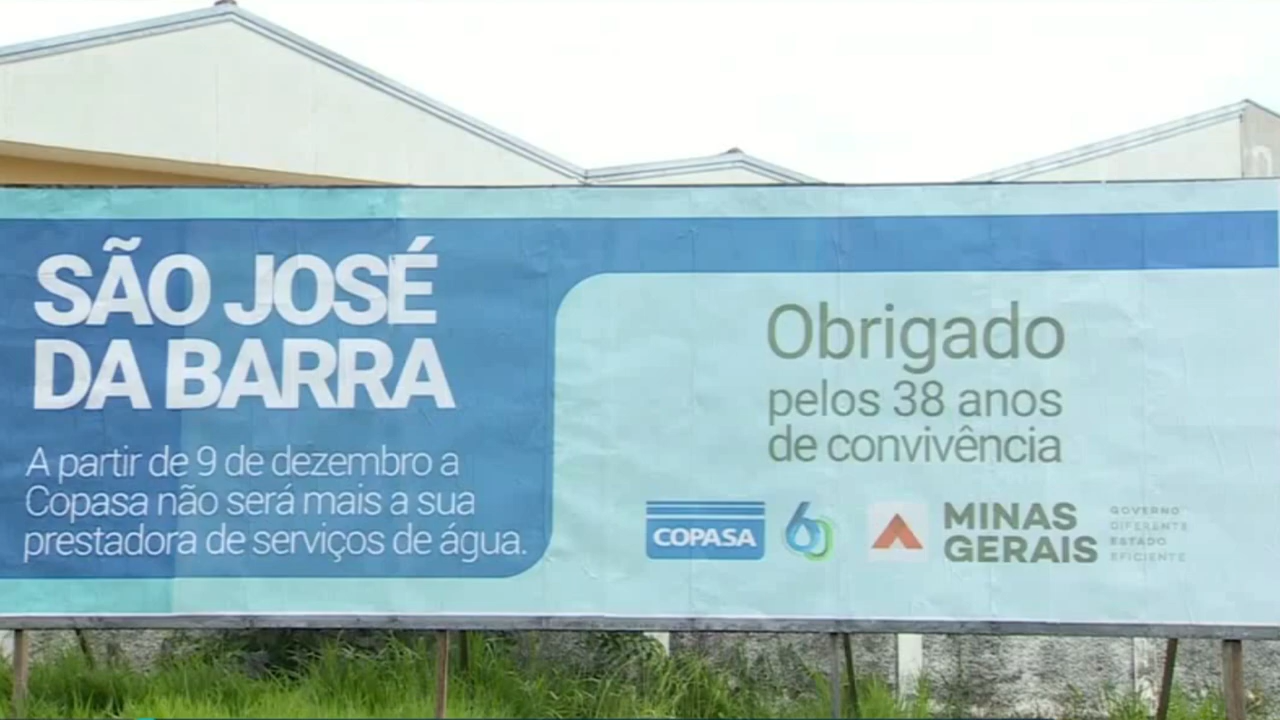 SÃO JOSÉ
DA BARRA
A partir de 9 de dezembro a
Copasa não será mais a sua
prestadora de serviços de água.
Obrigado
pelos 38 anos
de convivência
COPASA
60
MINAS
GERAIS
GOVERNO
DIFERENTE
ESTADO
EFICIENTE